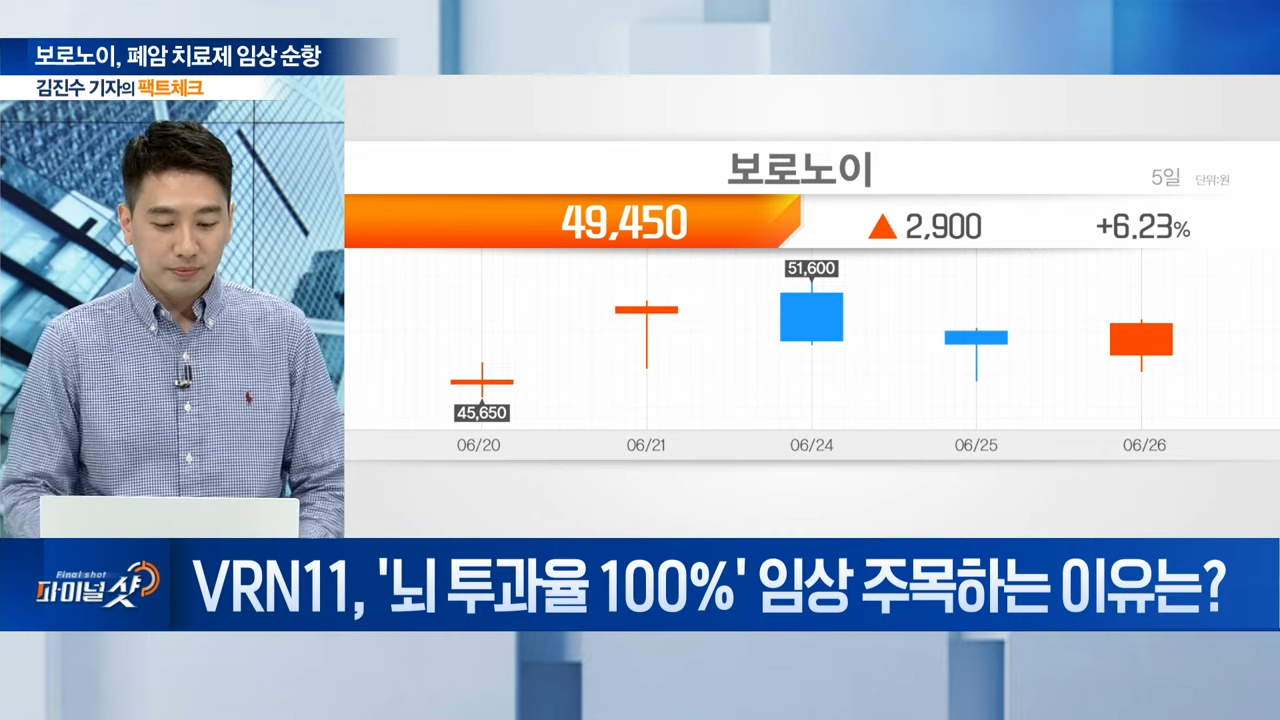 보로노이, 폐암 치료제 임상 순항
김진수 기자의 팩트체크
보로노이
5일 단위:원
49,450 ▲ 2,900 +6.23%
51,600
45,650
06/20 06/21 06/24 06/25 06/26
Final shot
파이널샷
VRN11, '뇌 투과율 100%' 임상 주목하는 이유는?